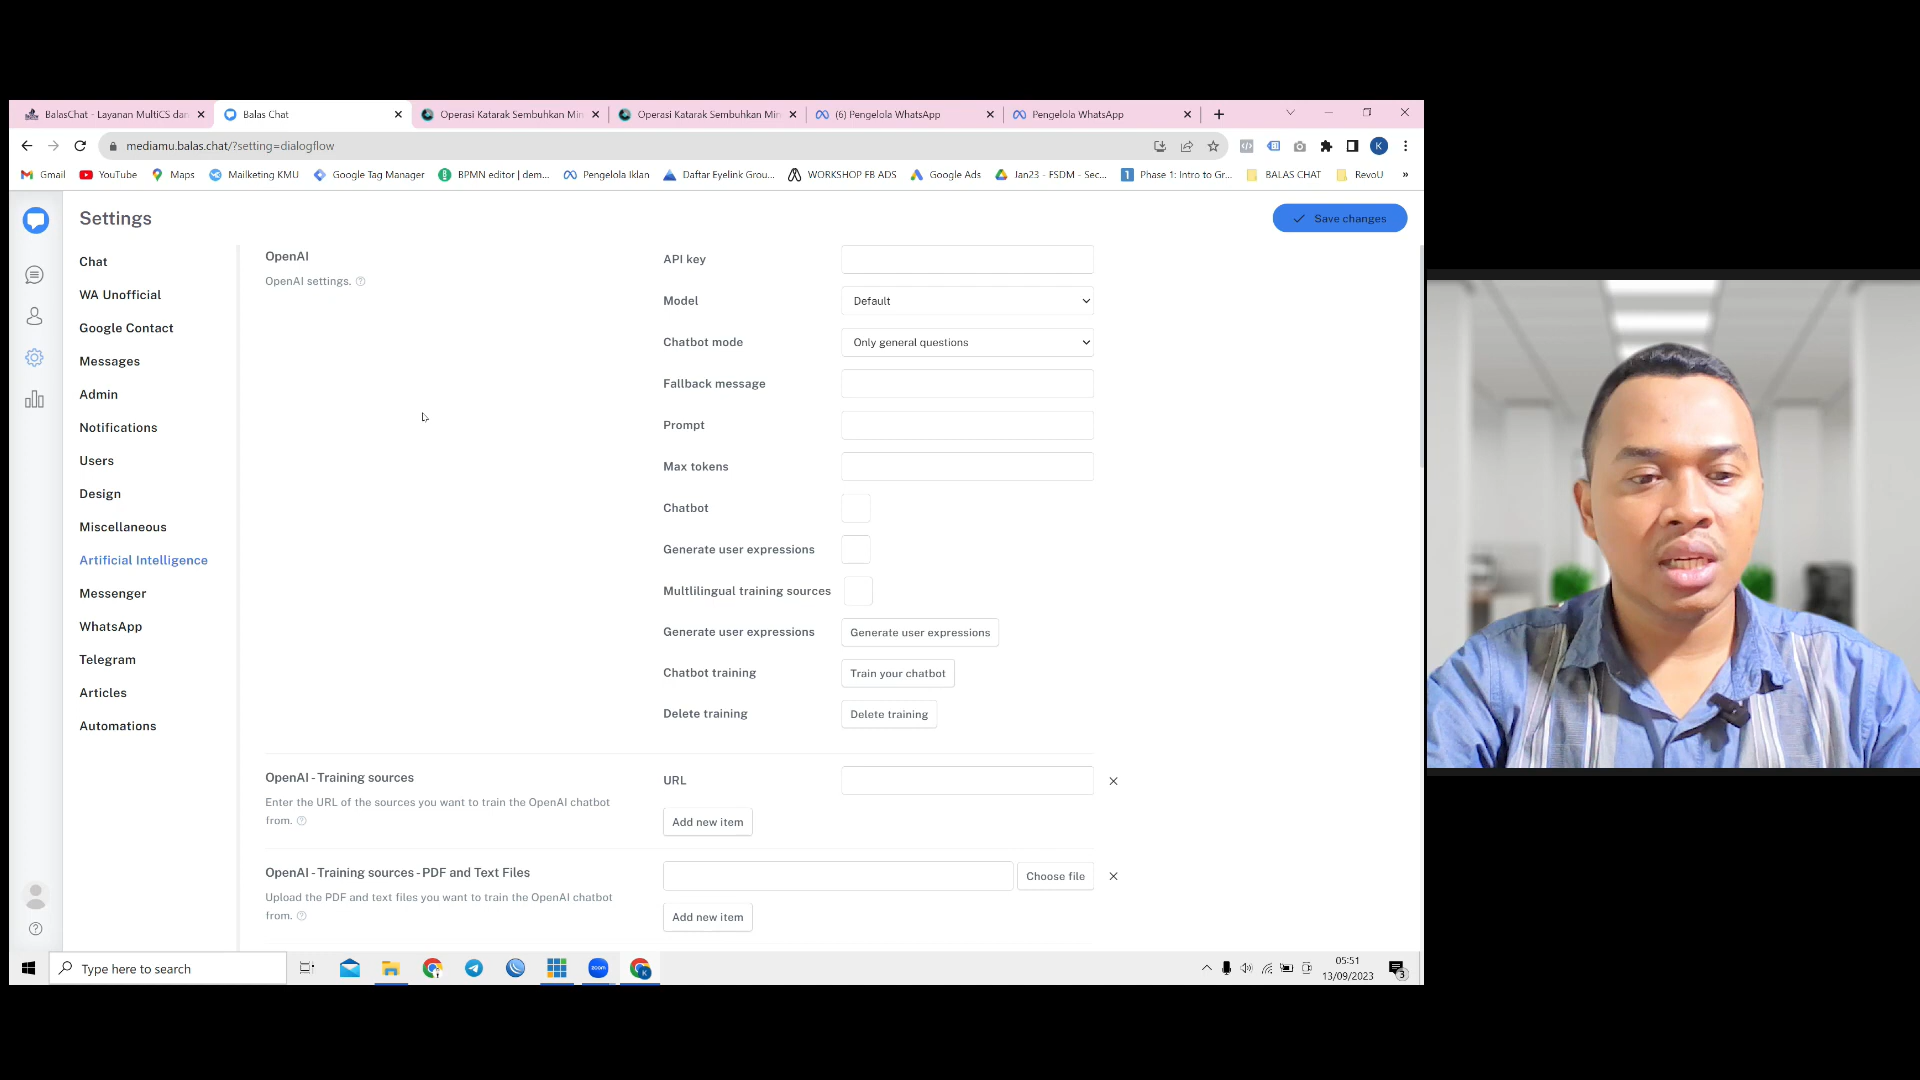 BalasChat - Layanan MultiCS dan
Balas Chat
Operasi Katarak Sembuhkan Min
Operasi Katarak Sembuhkan Min
(6) Pengelola WhatsApp
Pengelola WhatsApp
mediamu.balas.chat/?setting=dialogflow
K
Gmail
YouTube
Maps
Mailketing KMU
Google Tag Manager
BPMN editor | dem...
Pengelola Iklan
Daftar Eyelink Grou...
WORKSHOP FB ADS
Google Ads
Jan23 - FSDM - Sec...
1
Phase 1: Intro to Gr...
BALAS CHAT
RevoU
»
Settings
Save changes
Chat
WA Unofficial
Google Contact
Messages
Admin
Notifications
Users
Design
Miscellaneous
Artificial Intelligence
Messenger
WhatsApp
Telegram
Articles
Automations
OpenAI
OpenAI settings.
API key
Model
Default
Chatbot mode
Only general questions
Fallback message
Prompt
Max tokens
Chatbot
Generate user expressions
Multlilingual training sources
Generate user expressions
Generate user expressions
Chatbot training
Train your chatbot
Delete training
Delete training
OpenAI - Training sources
Enter the URL of the sources you want to train the OpenAI chatbot
from.
URL
Add new item
OpenAI - Training sources - PDF and Text Files
Upload the PDF and text files you want to train the OpenAI chatbot
from.
Choose file
Add new item
Type here to search
zoom
05:51
13/09/2023
3